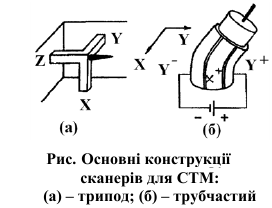 Y
Z
X
(а)
Y
X
Y⁻
X⁺
Y⁺
- +
(б)
Рис. Основні конструкції
сканерів для СТМ:
(а) – трипод; (б) – трубчастий